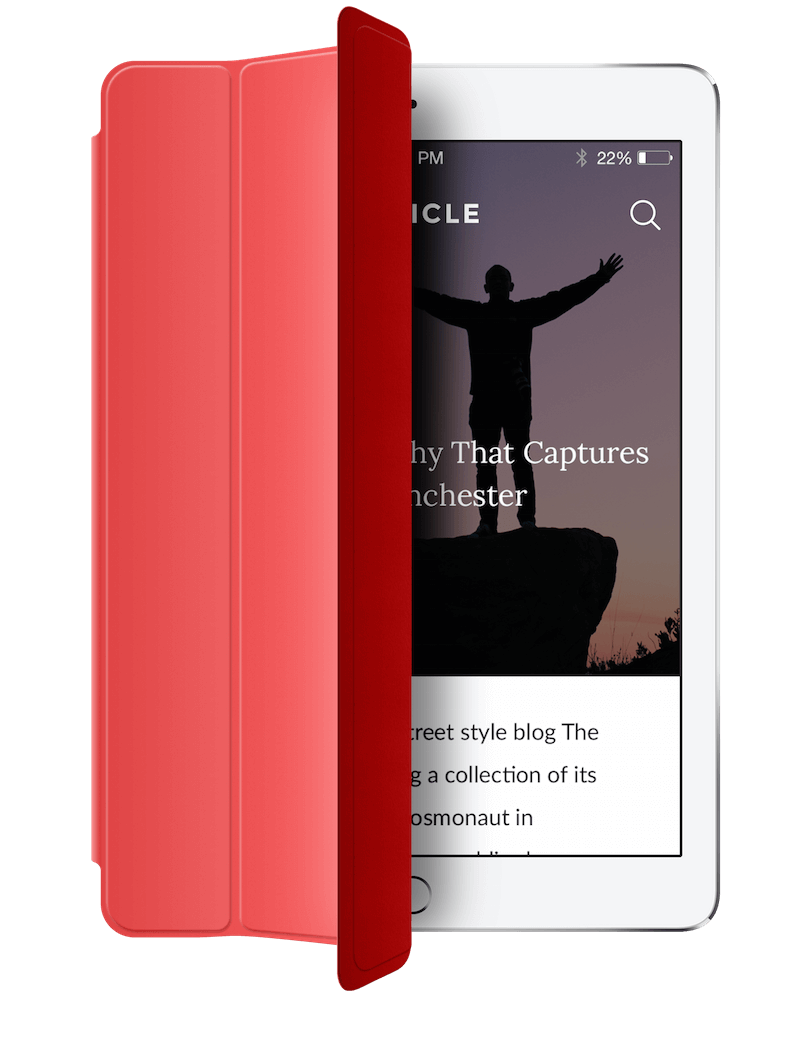 PM 22%
ICLE
hy That Captures
nchester
treet style blog The
g a collection of its
osmonaut in